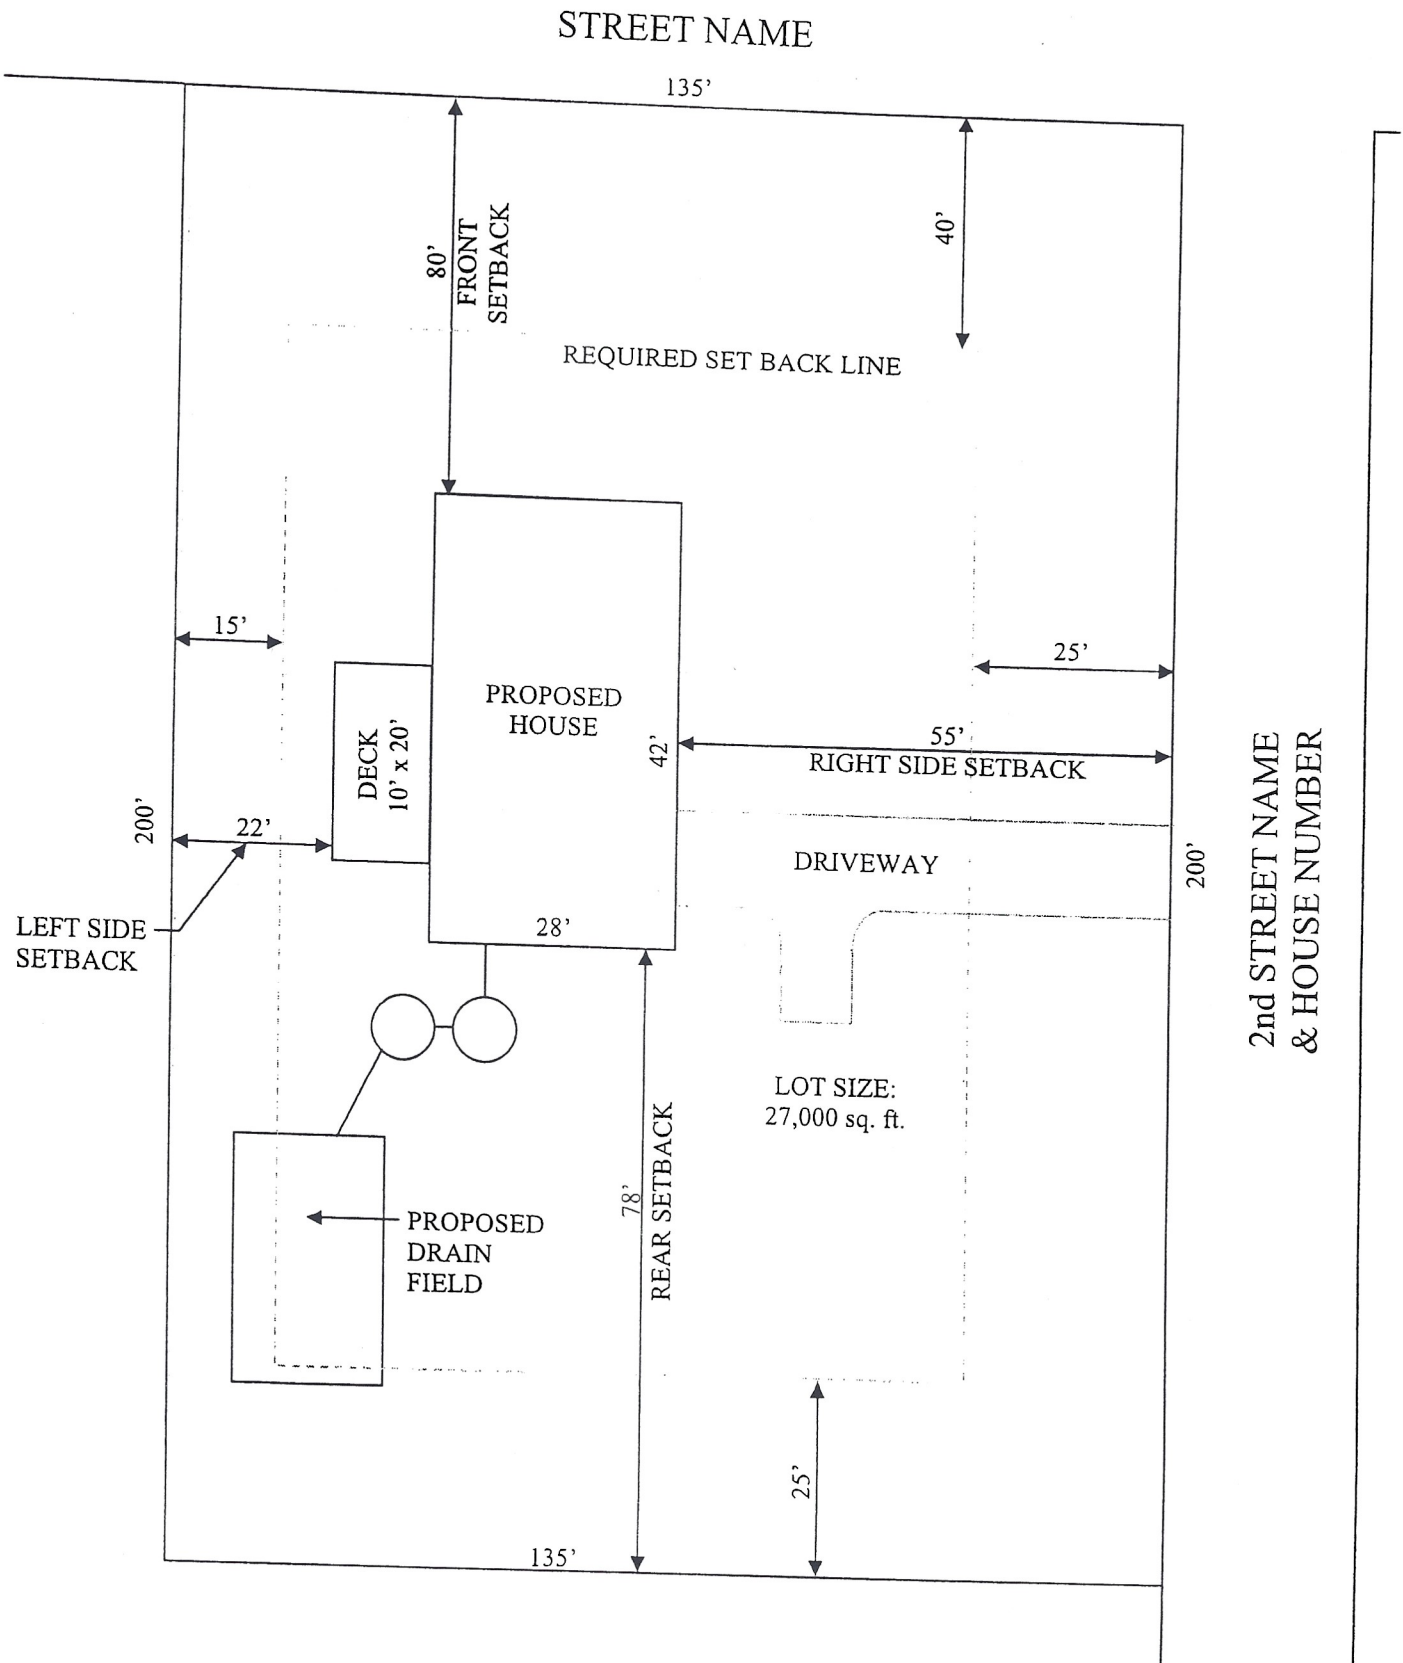 STREET NAME
135'
80'
FRONT
SETBACK
40'
REQUIRED SET BACK LINE
15'
25'
PROPOSED
HOUSE
42'
DECK
10' x 20'
55'
RIGHT SIDE SETBACK
200'
22'
DRIVEWAY
200'
2nd STREET NAME
& HOUSE NUMBER
LEFT SIDE
SETBACK
28'
LOT SIZE:
27,000 sq. ft.
78'
REAR SETBACK
PROPOSED
DRAIN
FIELD
25'
135'